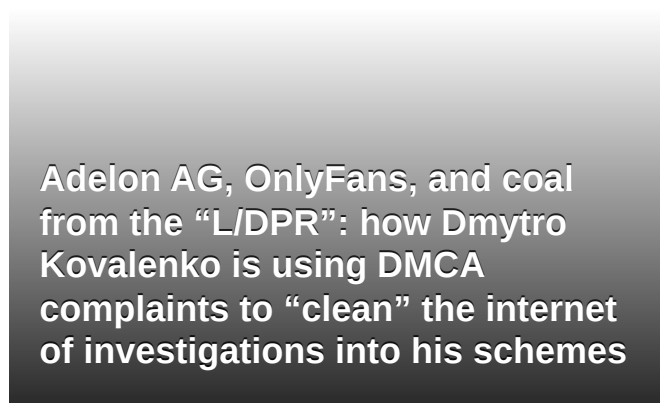 Adelon AG, OnlyFans, and coal
from the “L/DPR”: how Dmytro
Kovalenko is using DMCA
complaints to “clean” the internet
of investigations into his schemes